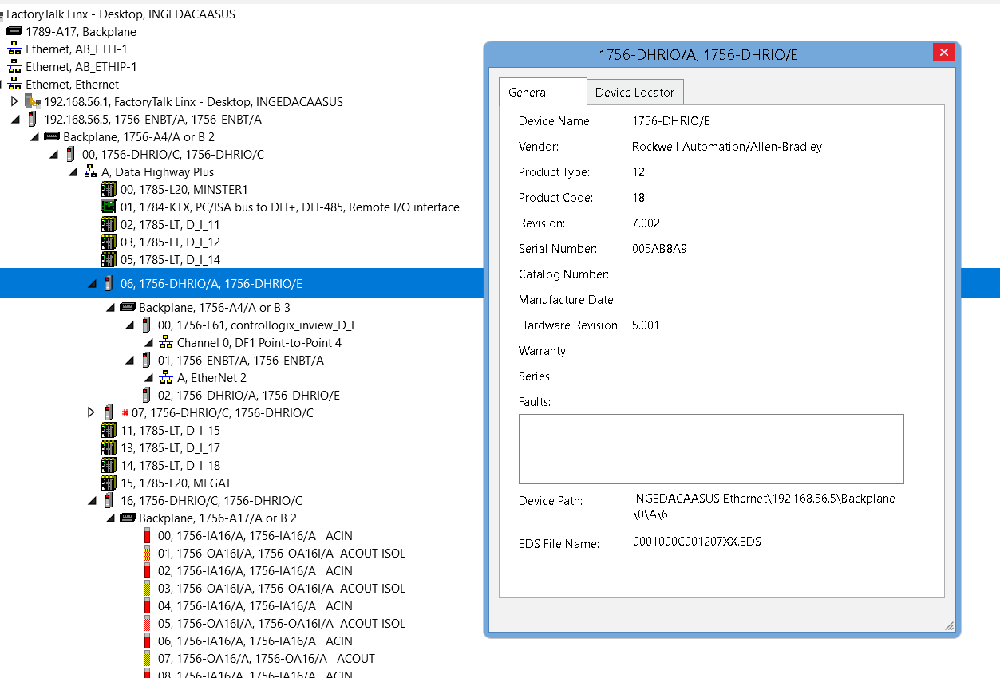 FactoryTalk Linx - Desktop, INGEDACAASUS
1789-A17, Backplane
Ethernet, AB_ETH-1
Ethernet, AB_ETHIP-1
Ethernet, Ethernet
192.168.56.1, FactoryTalk Linx - Desktop, INGEDACAASUS
192.168.56.5, 1756-ENBT/A, 1756-ENBT/A
Backplane, 1756-A4/A or B 2
00, 1756-DHRIO/C, 1756-DHRIO/C
A, Data Highway Plus
00, 1785-L20, MINSTER1
01, 1784-KTX, PC/ISA bus to DH+, DH-485, Remote I/O interface
02, 1785-LT, D_I_11
03, 1785-LT, D_I_12
05, 1785-LT, D_I_14
06, 1756-DHRIO/A, 1756-DHRIO/E
Backplane, 1756-A4/A or B 3
00, 1756-L61, controllogix_inview_D_I
Channel 0, DF1 Point-to-Point 4
01, 1756-ENBT/A, 1756-ENBT/A
A, EtherNet 2
02, 1756-DHRIO/A, 1756-DHRIO/E
07, 1756-DHRIO/C, 1756-DHRIO/C
11, 1785-LT, D_I_15
13, 1785-LT, D_I_17
14, 1785-LT, D_I_18
15, 1785-L20, MEGAT
16, 1756-DHRIO/C, 1756-DHRIO/C
Backplane, 1756-A17/A or B 2
00, 1756-IA16/A, 1756-IA16/A ACIN
01, 1756-OA16I/A, 1756-OA16I/A ACOUT ISOL
02, 1756-IA16/A, 1756-IA16/A ACIN
03, 1756-OA16I/A, 1756-OA16I/A ACOUT ISOL
04, 1756-IA16/A, 1756-IA16/A ACIN
05, 1756-OA16I/A, 1756-OA16I/A ACOUT ISOL
06, 1756-IA16/A, 1756-IA16/A ACIN
07, 1756-OA16/A, 1756-OA16/A ACOUT
08, 1756-IA16/A, 1756-IA16/A ACIN
1756-DHRIO/A, 1756-DHRIO/E
General Device Locator
Device Name: 1756-DHRIO/E
Vendor: Rockwell Automation/Allen-Bradley
Product Type: 12
Product Code: 18
Revision: 7.002
Serial Number: 005AB8A9
Catalog Number:
Manufacture Date:
Hardware Revision: 5.001
Warranty:
Series:
Faults:
Device Path: INGEDACAASUS!Ethernet\192.168.56.5\Backplane
\0\A\6
EDS File Name: 0001000C001207XX.EDS